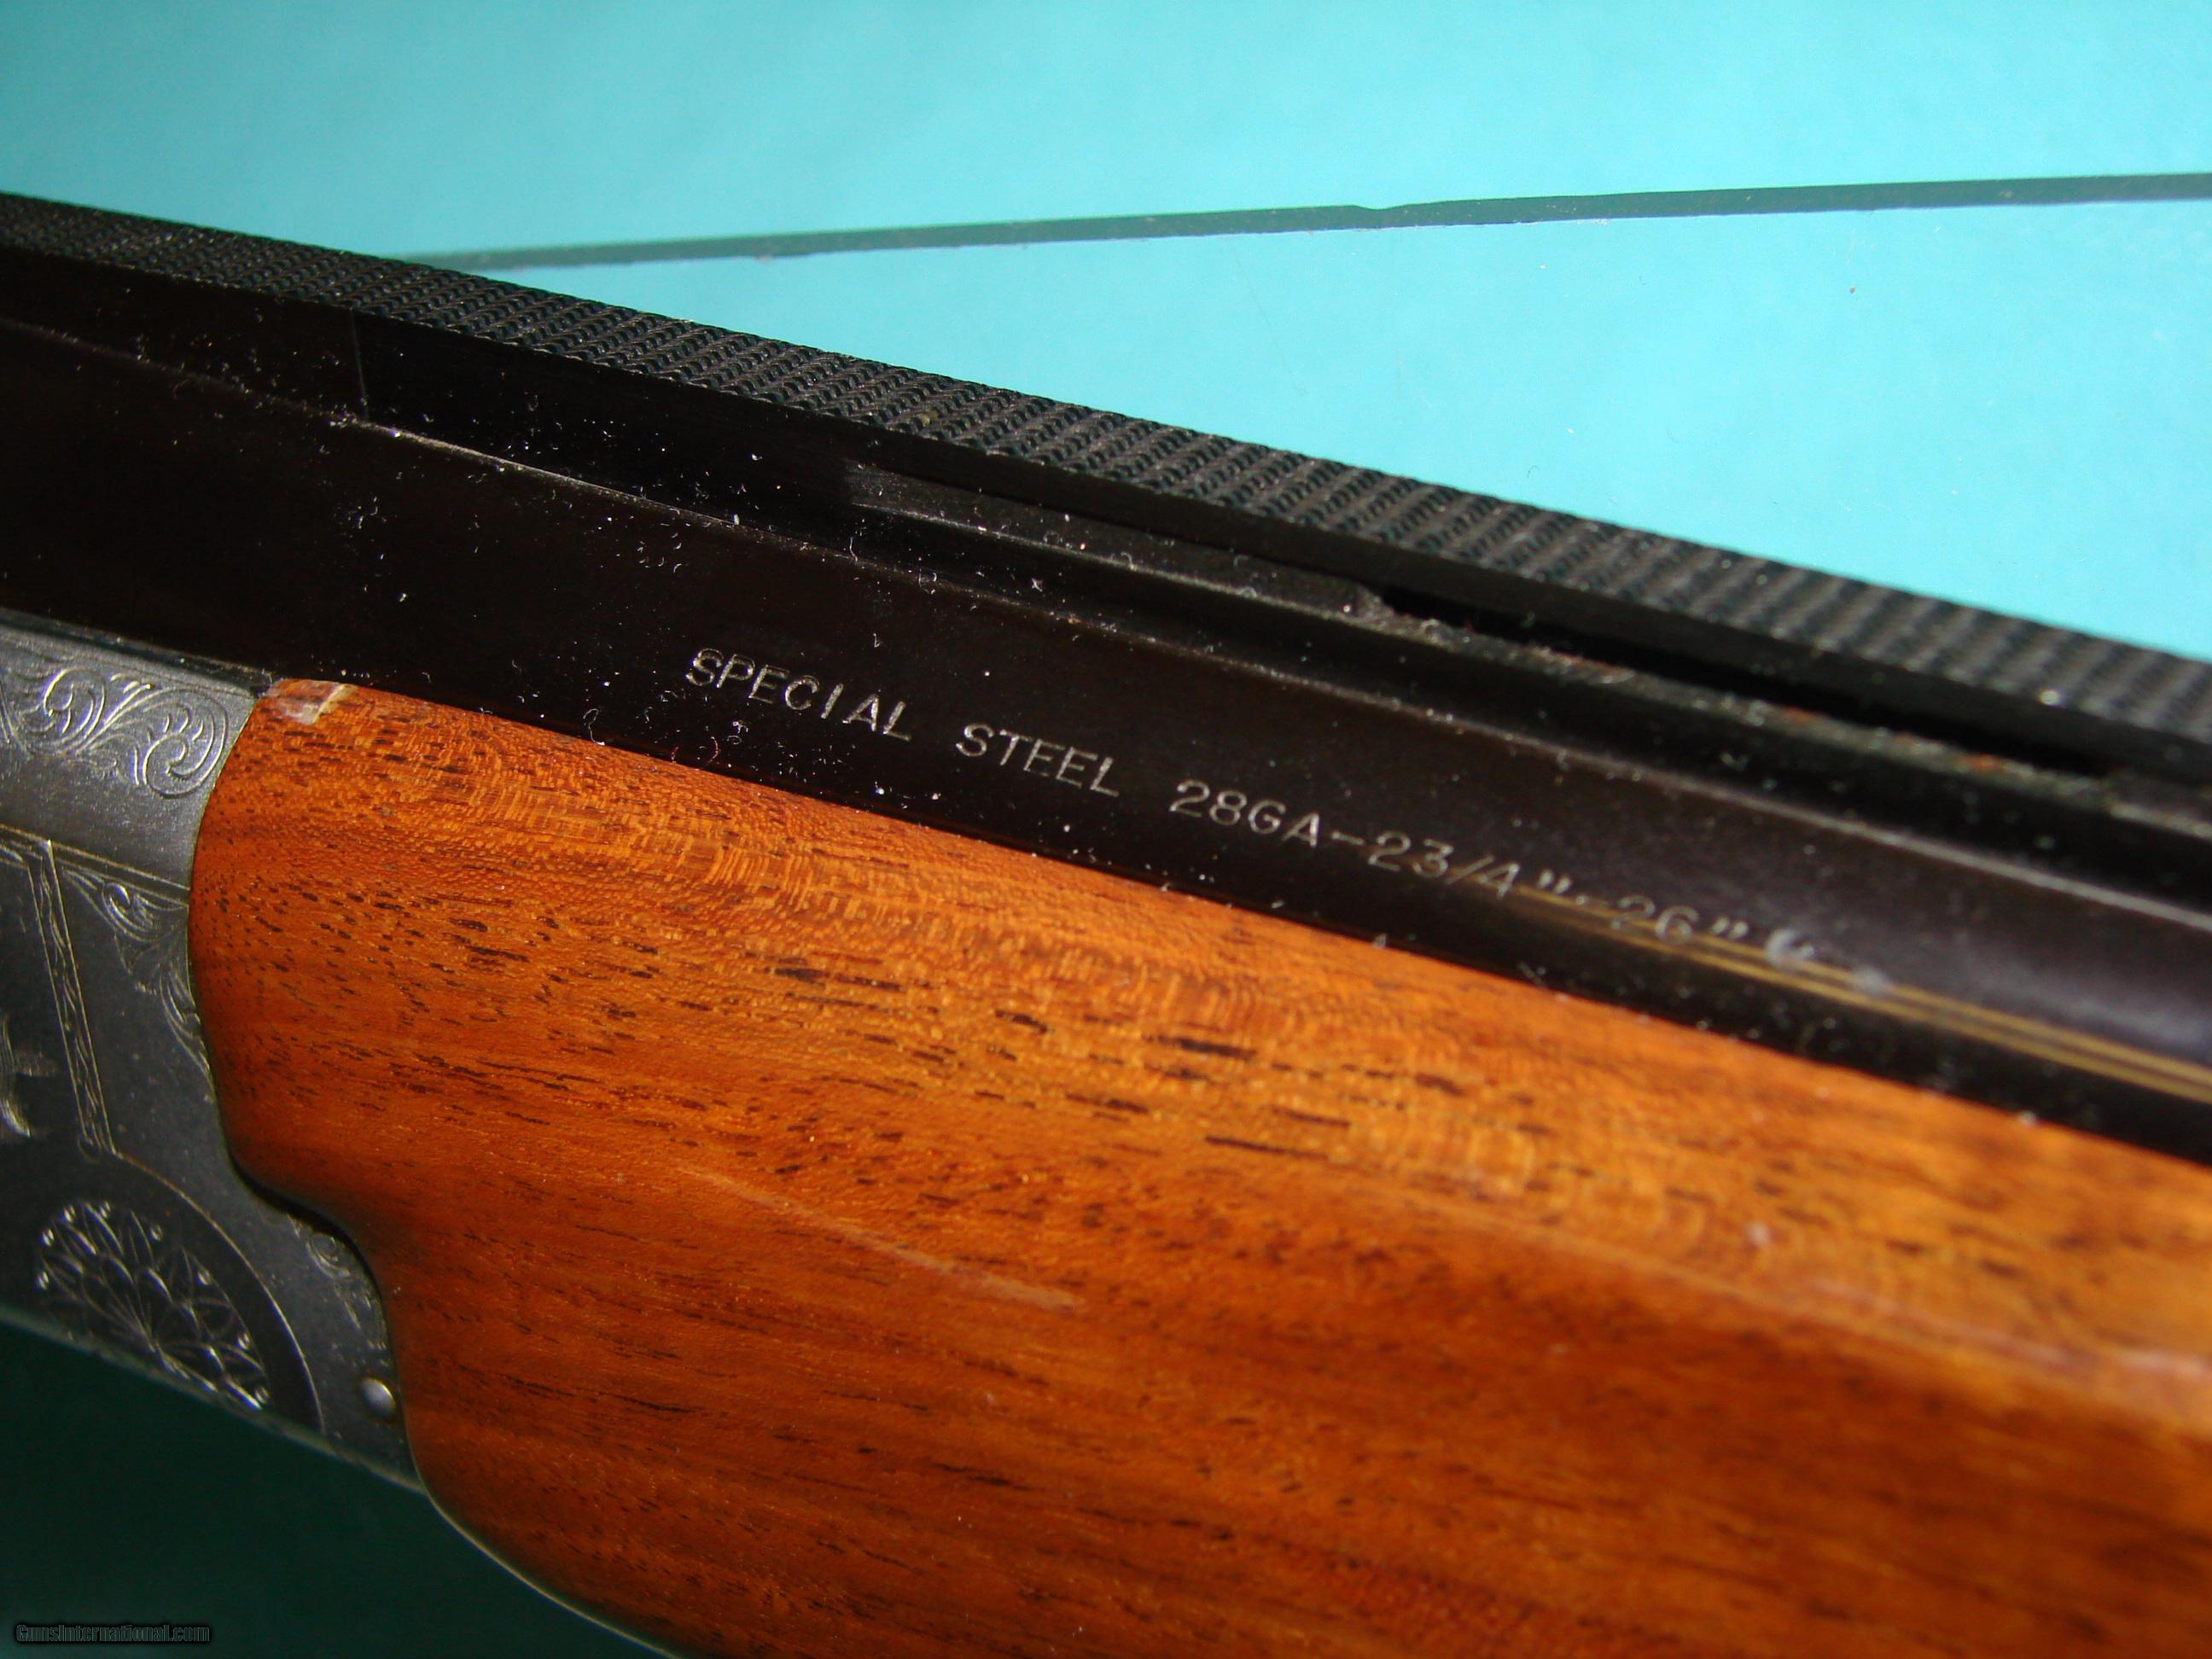 SPECIAL STEEL 28GA-23/4"-26"
GunsInternational.com